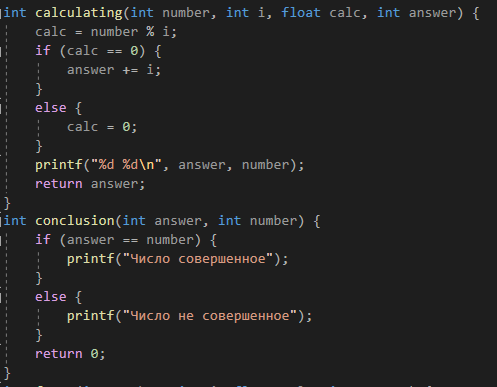 int calculating(int number, int i, float calc, int answer) {
    calc = number % i;
    if (calc == 0) {
        answer += i;
    }
    else {
        calc = 0;
    }
    printf("%d %d\n", answer, number);
    return answer;
}
int conclusion(int answer, int number) {
    if (answer == number) {
        printf("Число совершенное");
    }
    else {
        printf("Число не совершенное");
    }
    return 0;
}